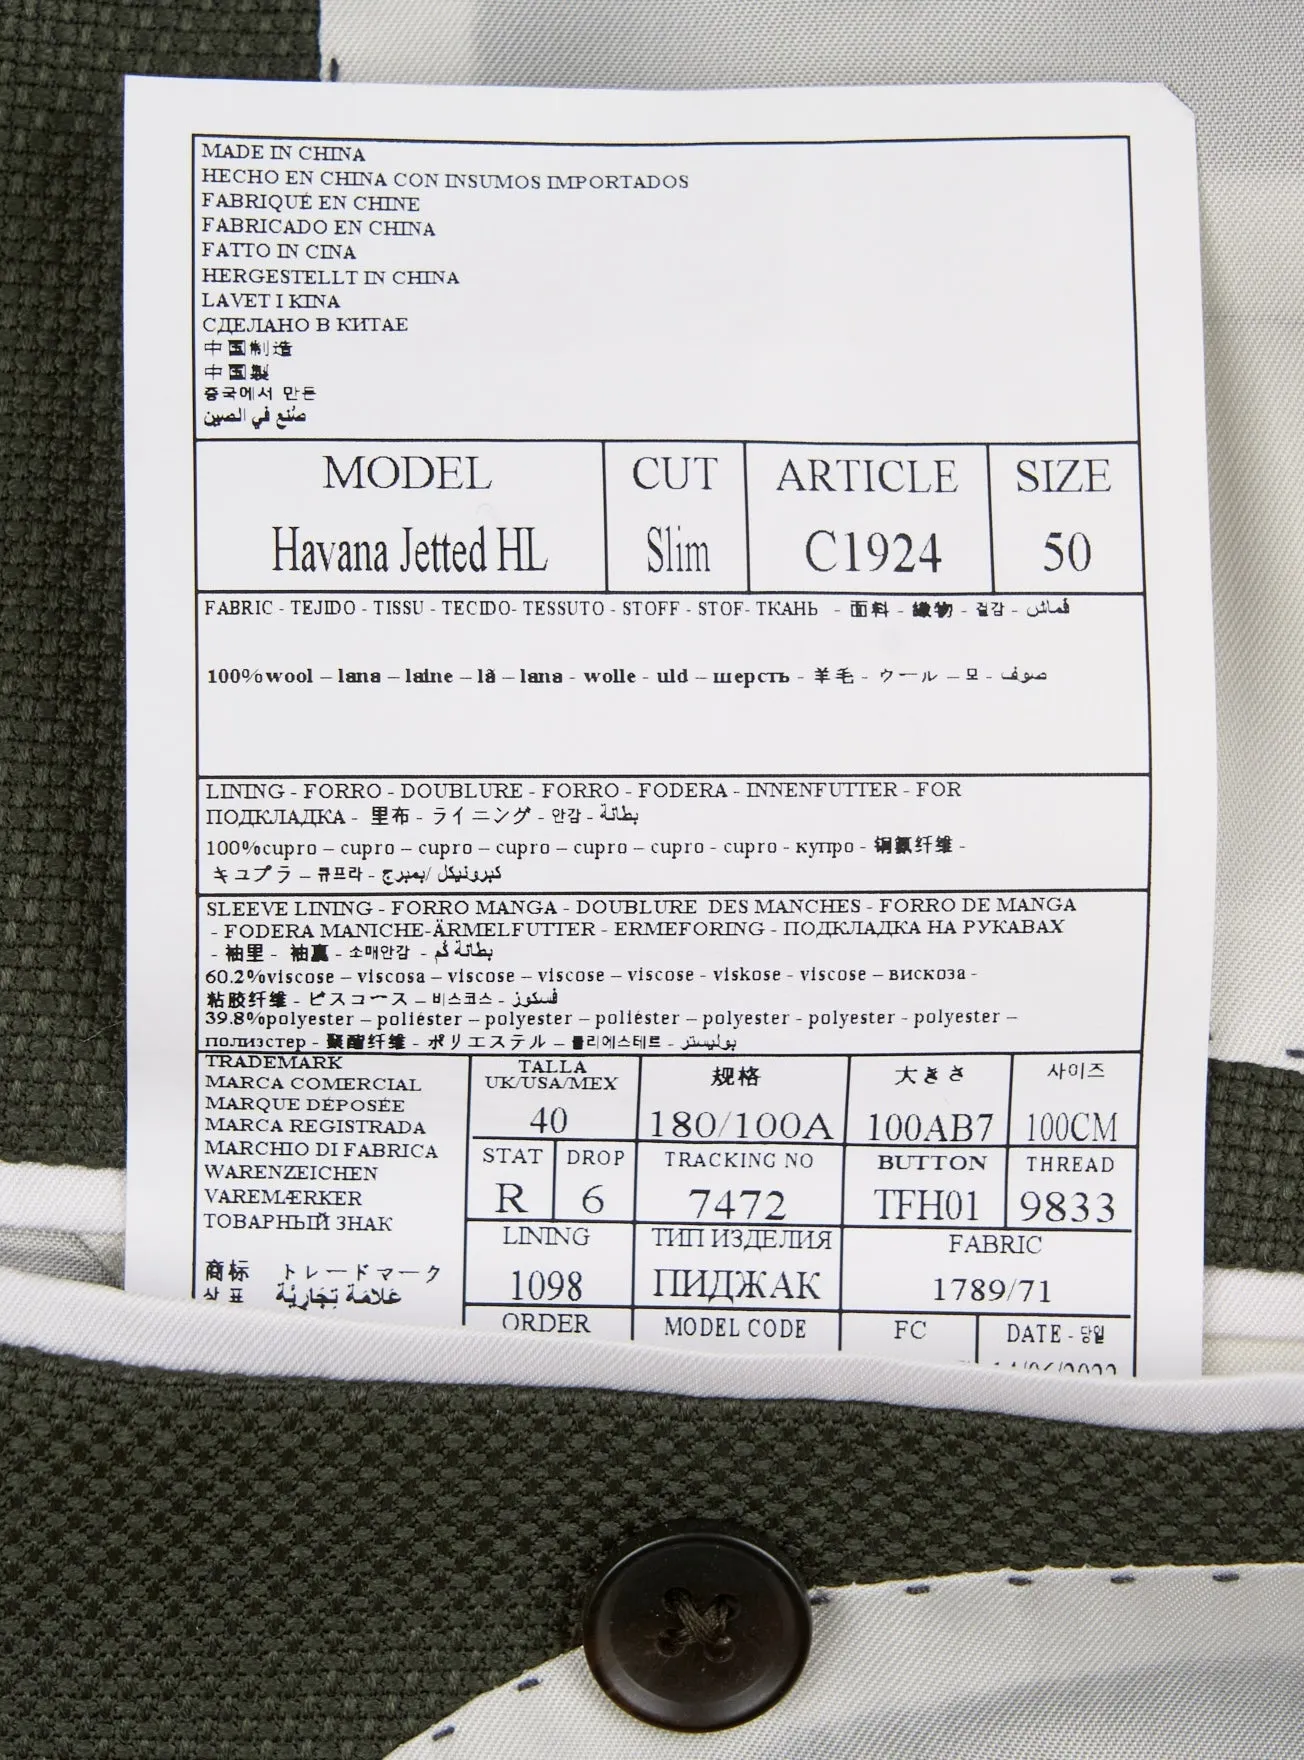 MADE IN CHINA
HECHO EN CHINA CON INSUMOS IMPORTADOS
FABRIQUÉ EN CHINE
FABRICADO EN CHINA
FATTO IN CINA
HERGESTELLT IN CHINA
LAVET I KINA
СДЕЛАНО В КИТАЕ
中国制造
中国製
중국에서 만든
صُنع في الصين
MODEL CUT ARTICLE SIZE
Havana Jetted HL Slim C1924 50
FABRIC - TEJIDO - TISSU - TECIDO- TESSUTO - STOFF - STOF- ТКАНЬ - 面料 - 織物 - 겉감 - قماش
100%wool – lana – laine – lã – lana - wolle - uld – шерсть - 羊毛 - ウール – 모 - صوف
LINING - FORRO - DOUBLURE - FORRO - FODERA - INNENFUTTER - FOR
ПОДКЛАДКА - 里布 - ライニング - 안감 - بطانة
100%cupro – cupro – cupro – cupro – cupro – cupro - cupro - купро - 铜氨纤维 -
キュプラ – 큐프라 - كبرونيكل /بمبرج
SLEEVE LINING - FORRO MANGA - DOUBLURE DES MANCHES - FORRO DE MANGA
- FODERA MANICHE-ÄRMELFUTTER - ERMEFORING - ПОДКЛАДКА НА РУКАВАХ
- 袖里 - 袖裏 - 소매안감 - بطانة كم
60.2%viscose – viscosa – viscose – viscose – viscose - viskose - viscose – вискоза -
粘胶纤维 - ビスコース – 비스코스 - فسكوز
39.8%polyester – poliéster – polyester – poliéster – polyester - polyester - polyester –
полиэстер - 聚酯纤维 - ポリエステル – 폴리에스테트 - بوليستر
TRADEMARK
MARCA COMERCIAL
MARQUE DÉPOSÉE
MARCA REGISTRADA
MARCHIO DI FABRICA
WARENZEICHEN
VAREMÆRKER
ТОВАРНЫЙ ЗНАК
商标 トレードマーク
상표 عَلَامَة تِجَارِيَّة
TALLA
UK/USA/MEX 规格 大きさ 사이즈
40 180/100A 100AB7 100CM
STAT DROP TRACKING NO BUTTON THREAD
R 6 7472 TFH01 9833
LINING ТИП ИЗДЕЛИЯ FABRIC
1098 ПИДЖАК 1789/71
ORDER MODEL CODE FC DATE - 당일